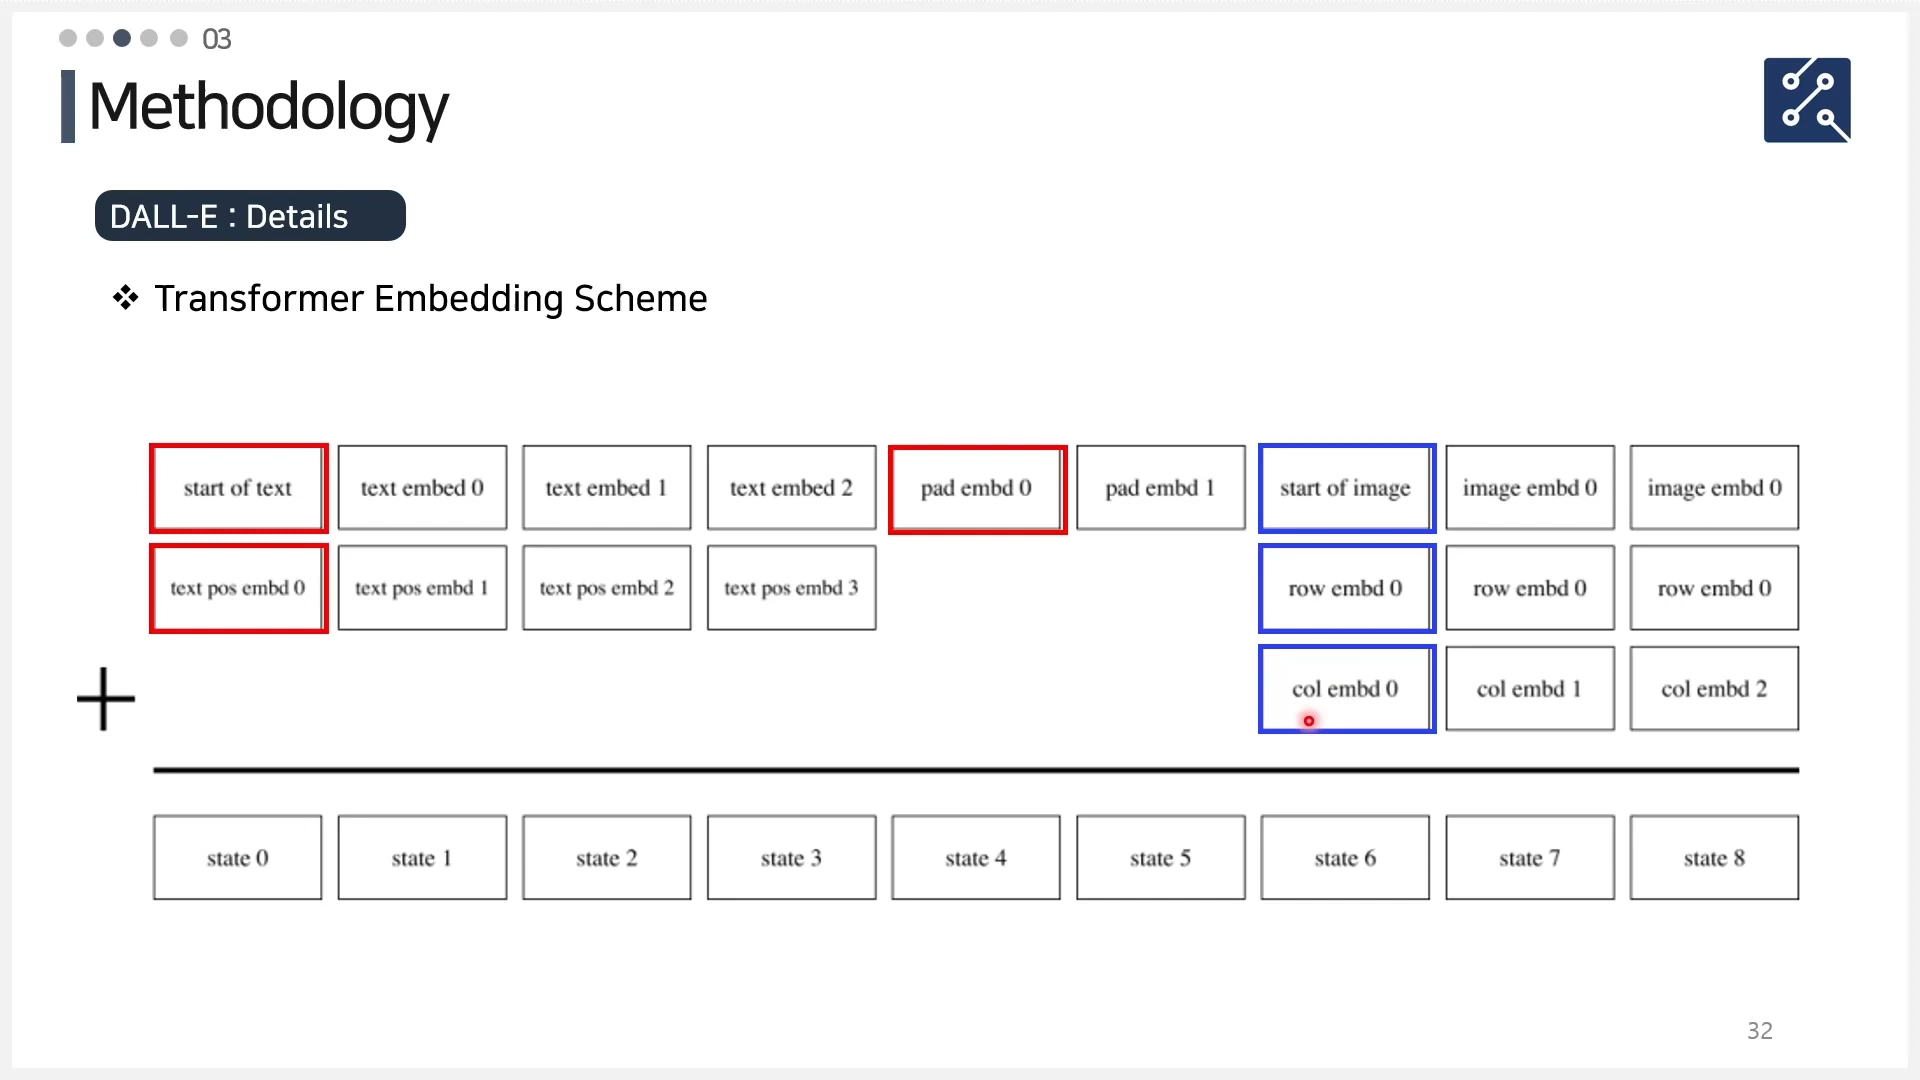 03
Methodology
DALL-E : Details
❖ Transformer Embedding Scheme
start of text text embed 0 text embed 1 text embed 2 pad embd 0 pad embd 1 start of image image embd 0 image embd 0
text pos embd 0 text pos embd 1 text pos embd 2 text pos embd 3 row embd 0 row embd 0 row embd 0
+ col embd 0 col embd 1 col embd 2
state 0 state 1 state 2 state 3 state 4 state 5 state 6 state 7 state 8
32